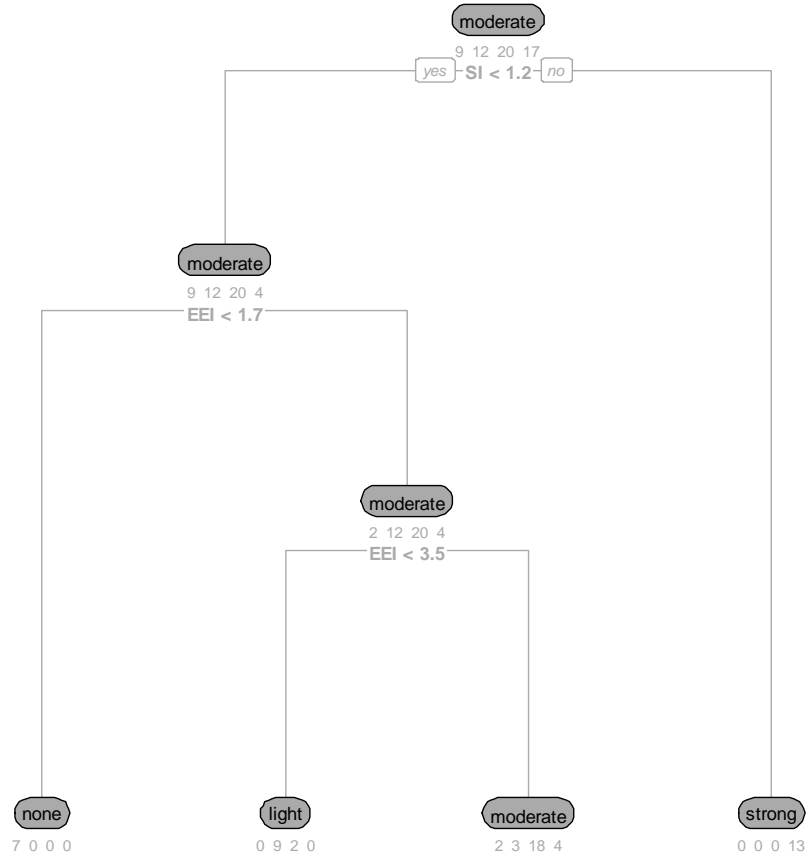 moderate
9 12 20 17
yes SI < 1.2 no
moderate
9 12 20 4
EEI < 1.7
moderate
2 12 20 4
EEI < 3.5
none light moderate strong
7 0 0 0 0 9 2 0 2 3 18 4 0 0 0 13